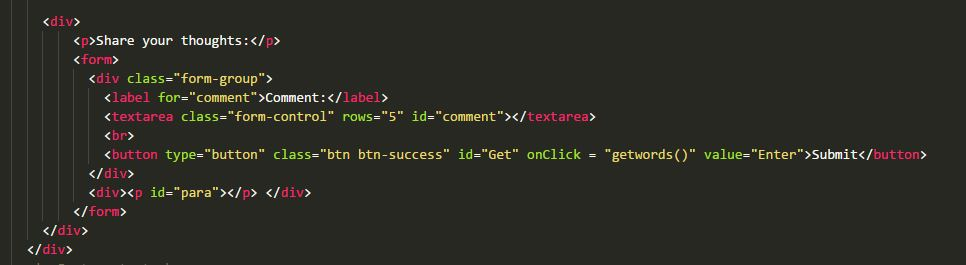 <div>
<p>Share your thoughts:</p>
<form>
<div class="form-group">
<label for="comment">Comment:</label>
<textarea class="form-control" rows="5" id="comment"></textarea>
<br>
<button type="button" class="btn btn-success" id="Get" onClick = "getwords()" value="Enter">Submit</button>
</div>
<div><p id="para"></p> </div>
</form>
</div>
</div>